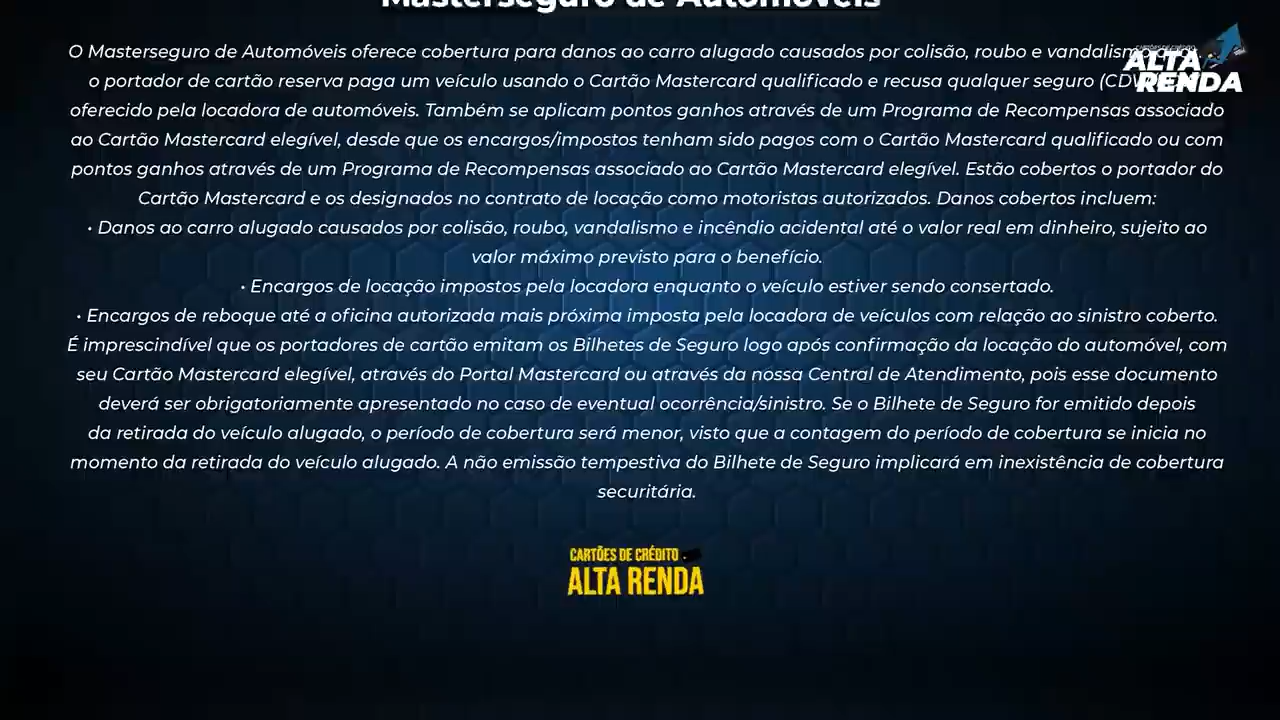 Masterseguro de Automóveis
O Masterseguro de Automóveis oferece cobertura para danos ao carro alugado causados por colisão, roubo e vandalismo
o portador de cartão reserva paga um veículo usando o Cartão Mastercard qualificado e recusa qualquer seguro (CDW
oferecido pela locadora de automóveis. Também se aplicam pontos ganhos através de um Programa de Recompensas associado
ao Cartão Mastercard elegível, desde que os encargos/impostos tenham sido pagos com o Cartão Mastercard qualificado ou com
pontos ganhos através de um Programa de Recompensas associado ao Cartão Mastercard elegível. Estão cobertos o portador do
Cartão Mastercard e os designados no contrato de locação como motoristas autorizados. Danos cobertos incluem:
• Danos ao carro alugado causados por colisão, roubo, vandalismo e incêndio acidental até o valor real em dinheiro, sujeito ao
valor máximo previsto para o benefício.
• Encargos de locação impostos pela locadora enquanto o veículo estiver sendo consertado.
• Encargos de reboque até a oficina autorizada mais próxima imposta pela locadora de veículos com relação ao sinistro coberto.
É imprescindível que os portadores de cartão emitam os Bilhetes de Seguro logo após confirmação da locação do automóvel, com
seu Cartão Mastercard elegível, através do Portal Mastercard ou através da nossa Central de Atendimento, pois esse documento
deverá ser obrigatoriamente apresentado no caso de eventual ocorrência/sinistro. Se o Bilhete de Seguro for emitido depois
da retirada do veículo alugado, o período de cobertura será menor, visto que a contagem do período de cobertura se inicia no
momento da retirada do veículo alugado. A não emissão tempestiva do Bilhete de Seguro implicará em inexistência de cobertura
securitária.
CARTÕES DE CRÉDITO
ALTA RENDA
CARTÕES DE CRÉDITO
ALTA
RENDA